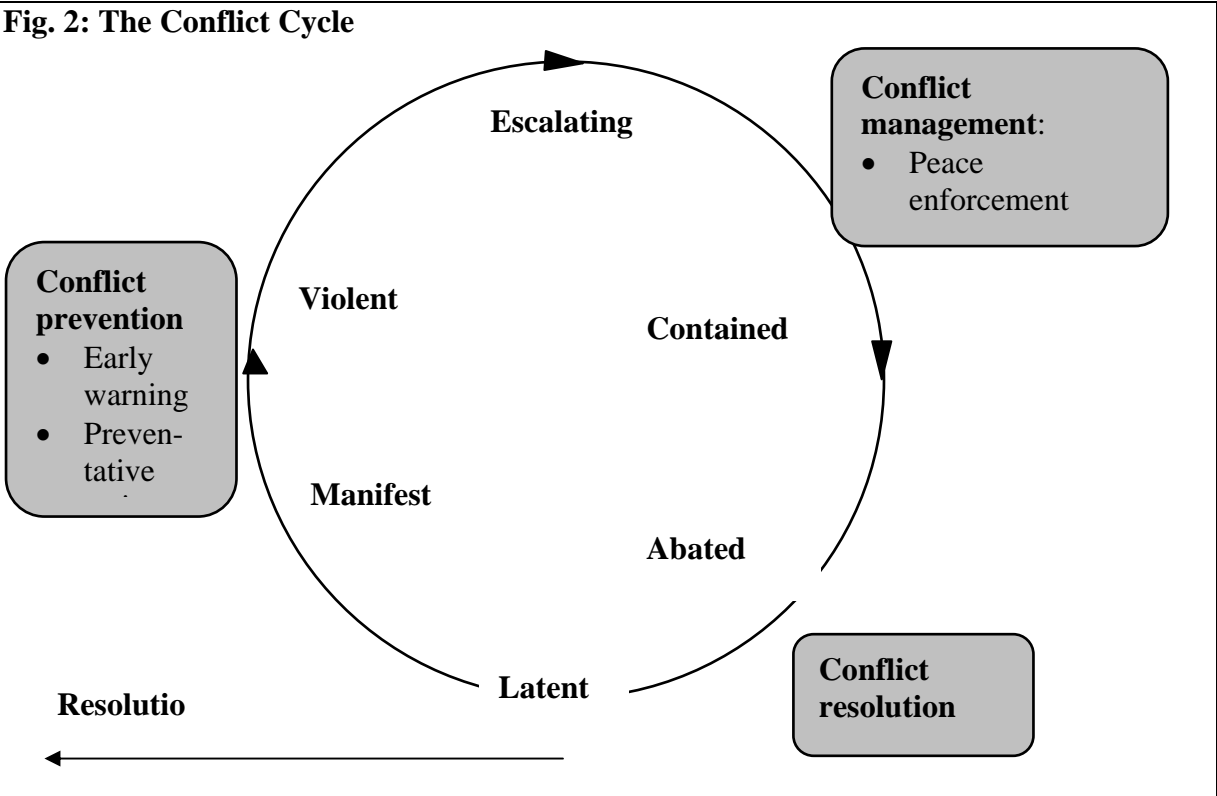 Fig. 2: The Conflict Cycle
Escalating
Conflict
management:
• Peace
enforcement
Conflict
prevention
• Early
warning
• Preven-
tative
Violent
Contained
Manifest
Abated
Latent
Conflict
resolution
Resolutio